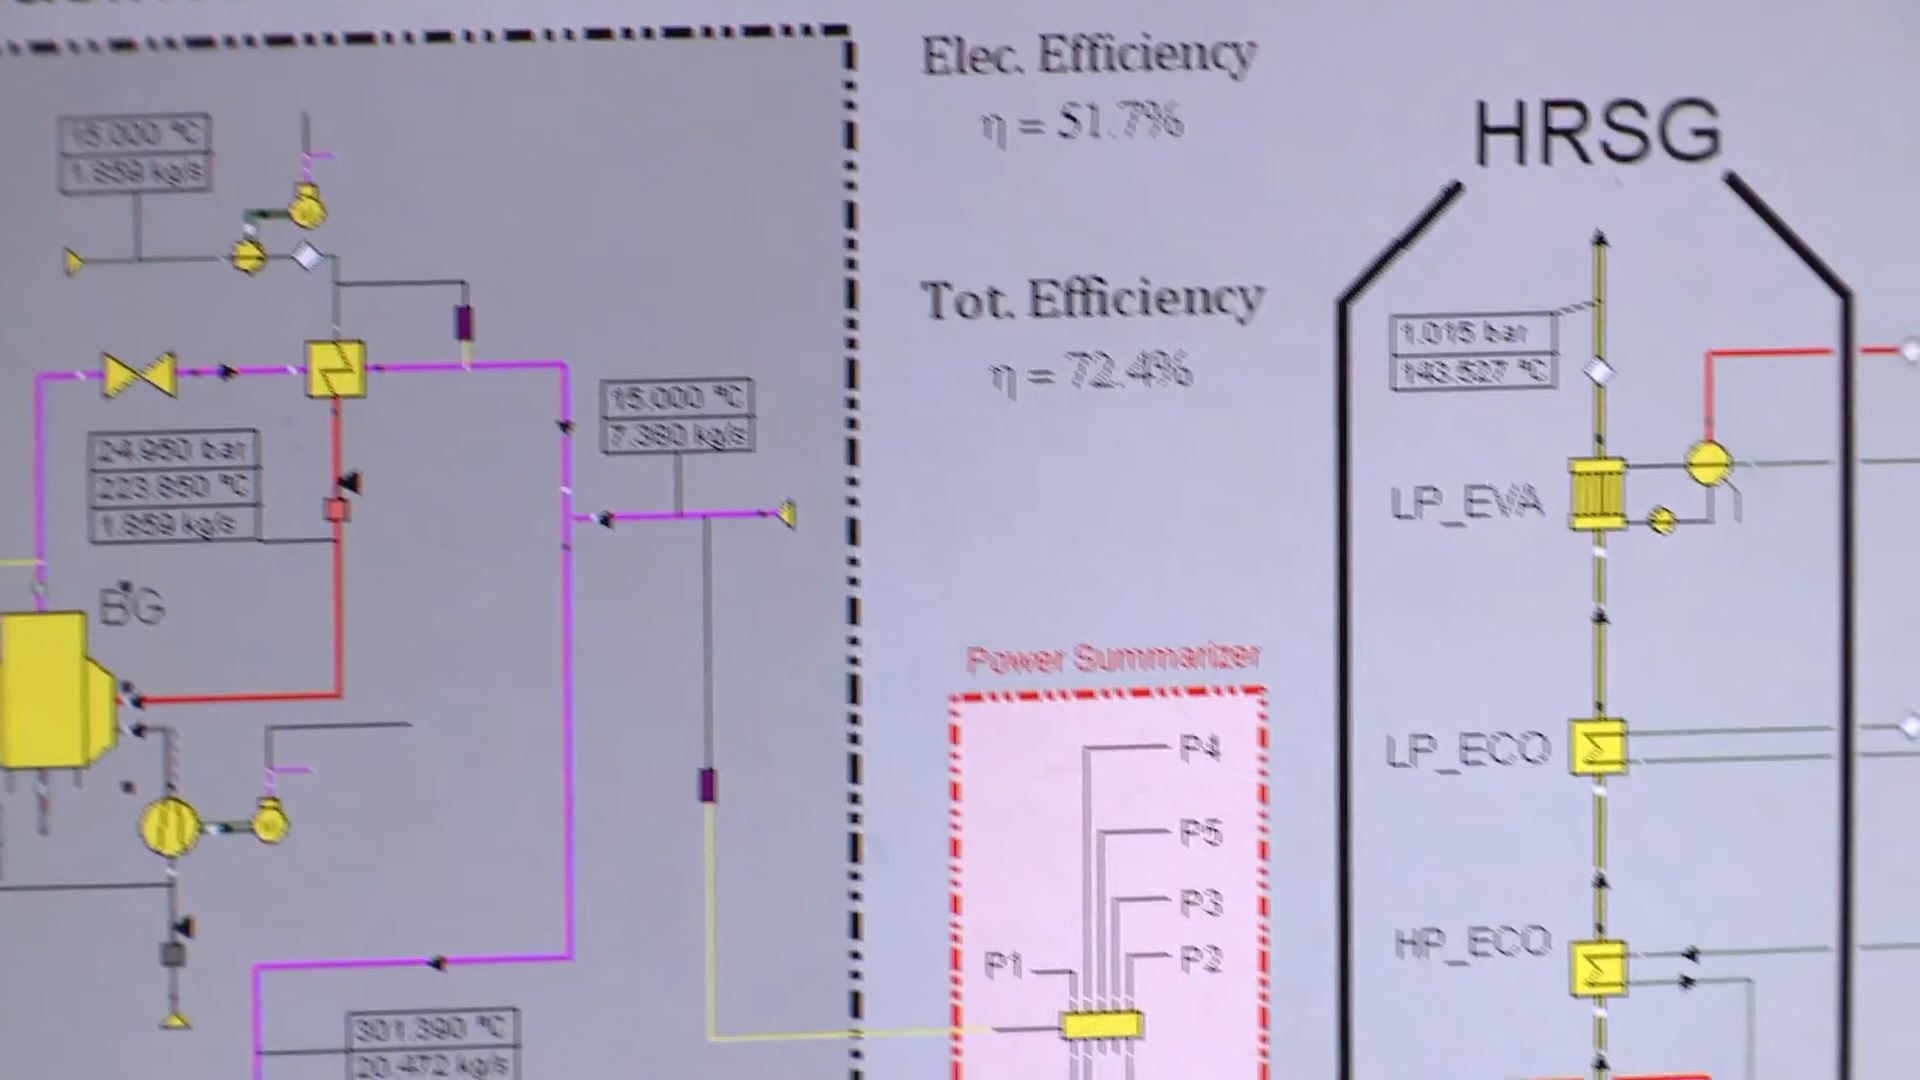 Elec. Efficiency
η = 51.7%
Tot. Efficiency
η = 72.4%
HRSG
15.000 °C
1.859 kg/s
24.950 bar
223.850 °C
1.859 kg/s
15.000 °C
7.380 kg/s
BG
301.390 °C
20.472 kg/s
Power Summarizer
P4
P5
P3
P2
P1
1.015 bar
143.527 °C
LP_EVA
LP_ECO
HP_ECO